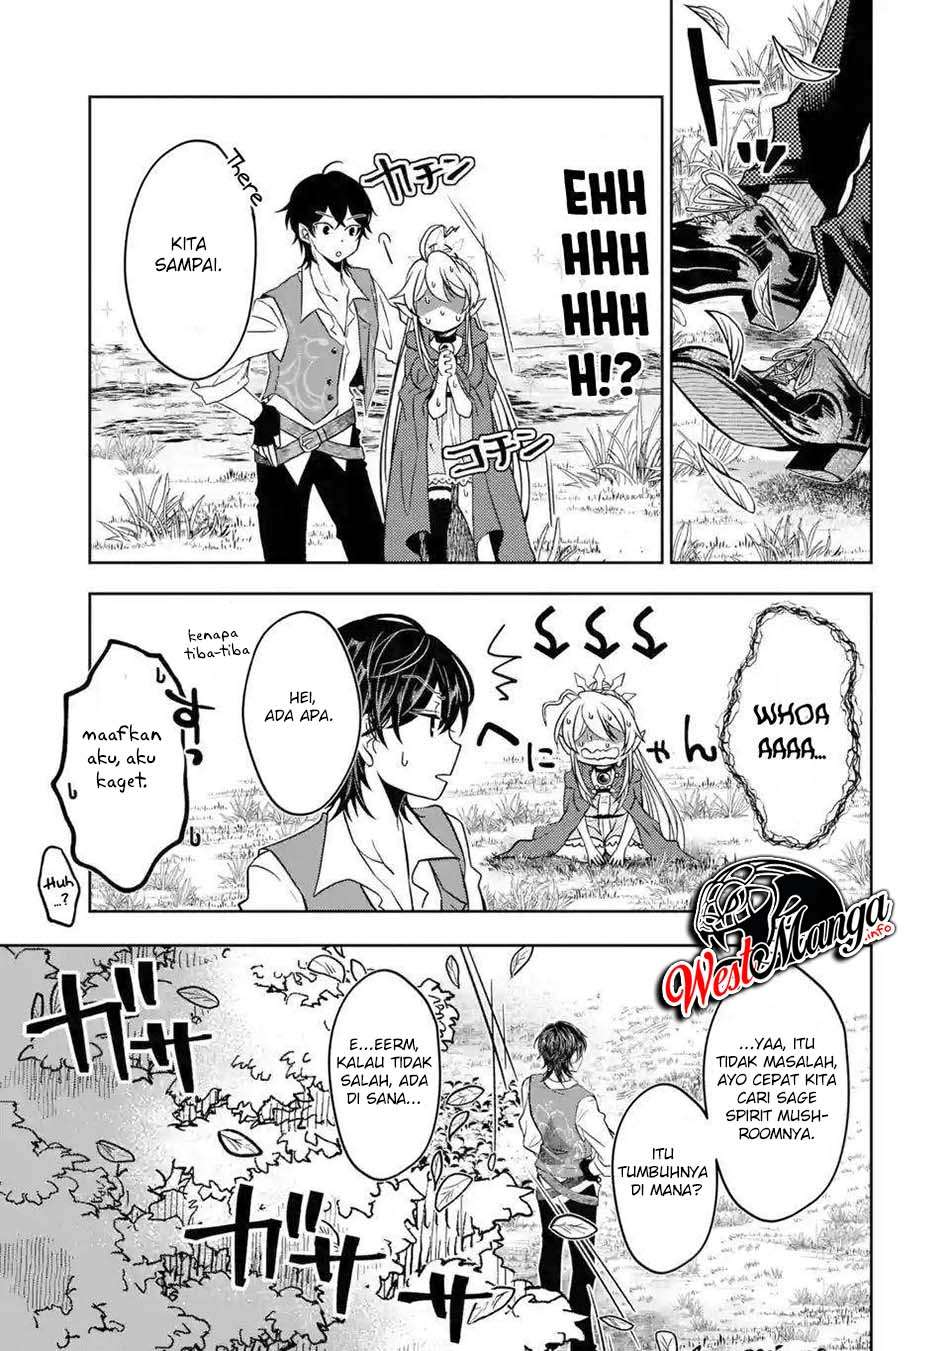 ト
ッ
EHH
HHH
HHH
H!?
カチン
コチン
There
KITA
SAMPAI.
WHOA
AAAA...
へにゃん
HEI,
ADA APA.
kenapa
tiba-tiba
maafkan
aku, aku
kaget.
Huh
...?
WestManga
.info
...YAA, ITU
TIDAK MASALAH,
AYO CEPAT KITA
CARI SAGE
SPIRIT MUSH-
ROOMNYA.
ITU
TUMBUHNYA
DI MANA?
E...EERM,
KALAU TIDAK
SALAH, ADA
DI SANA...
ガサ
ガサ